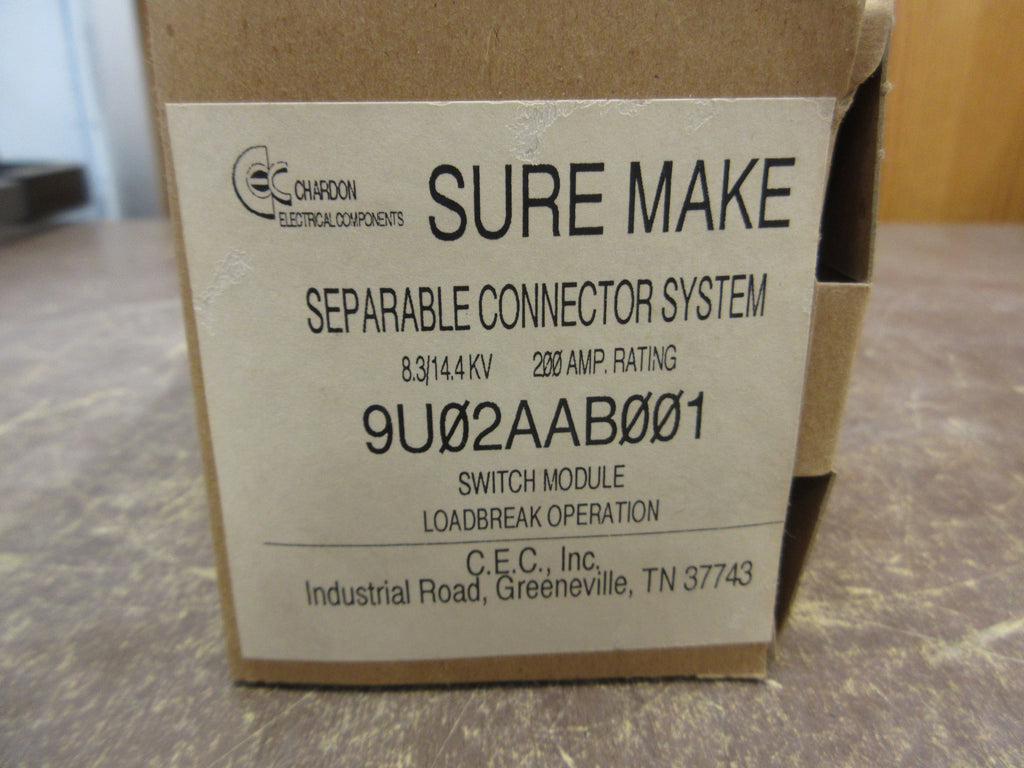 CEC CHARDON
ELECTRICAL COMPONENTS
SURE MAKE
SEPARABLE CONNECTOR SYSTEM
8.3/14.4 KV 2ØØ AMP. RATING
9UØ2AABØØ1
SWITCH MODULE
LOADBREAK OPERATION
C.E.C., Inc.
Industrial Road, Greeneville, TN 37743